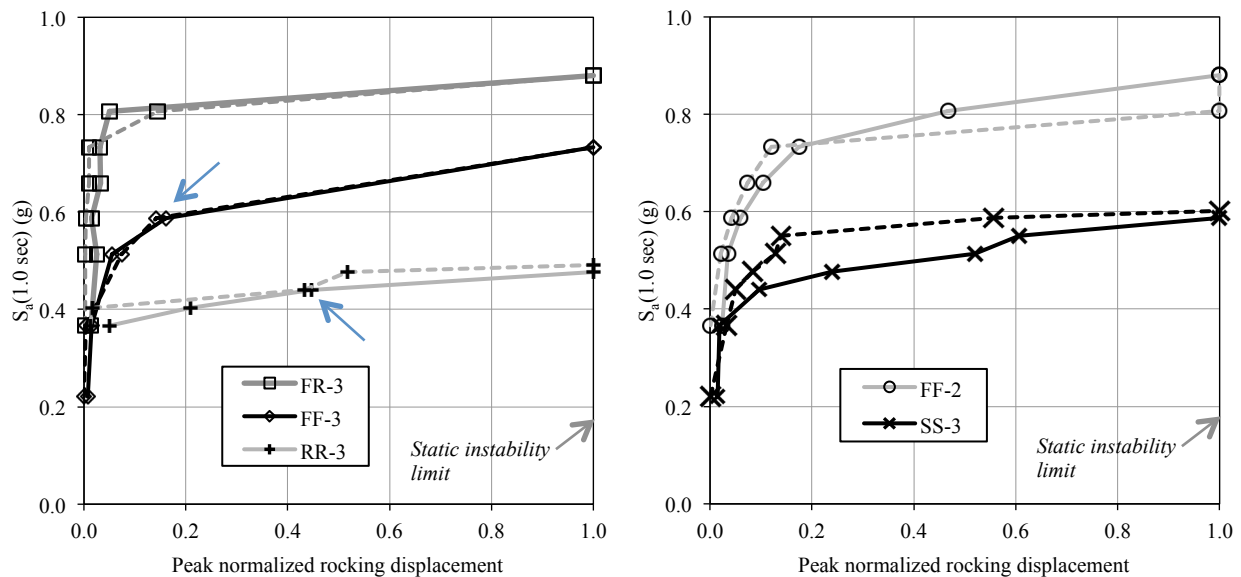 1.0
0.8
0.6
0.4
0.2
0.0
Sa(1.0 sec) (g)
FR-3
FF-3
RR-3
Static instability
limit
0.0 0.2 0.4 0.6 0.8 1.0
Peak normalized rocking displacement
1.0
0.8
0.6
0.4
0.2
0.0
Sa(1.0 sec) (g)
FF-2
SS-3
Static instability
limit
0.0 0.2 0.4 0.6 0.8 1.0
Peak normalized rocking displacement